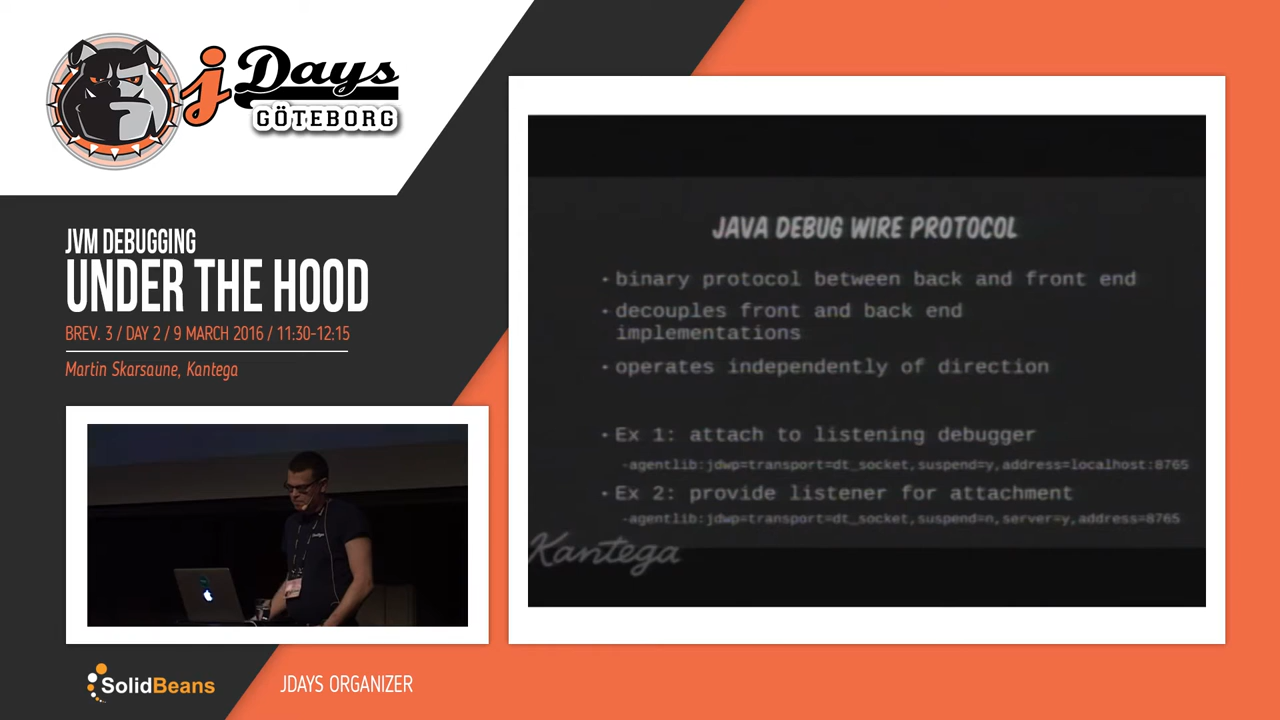 jDays
GÖTEBORG
JVM DEBUGGING
UNDER THE HOOD
BREV. 3 / DAY 2 / 9 MARCH 2016 / 11:30-12:15
Martin Skarsaune, Kantega
JAVA DEBUG WIRE PROTOCOL
• binary protocol between back and front end
• decouples front and back end
implementations
• operates independently of direction
• Ex 1: attach to listening debugger
-agentlib:jdwp=transport=dt_socket,suspend=y,address=localhost:8765
• Ex 2: provide listener for attachment
-agentlib:jdwp=transport=dt_socket,suspend=n,server=y,address=8765
Kantega
SolidBeans
JDAYS ORGANIZER